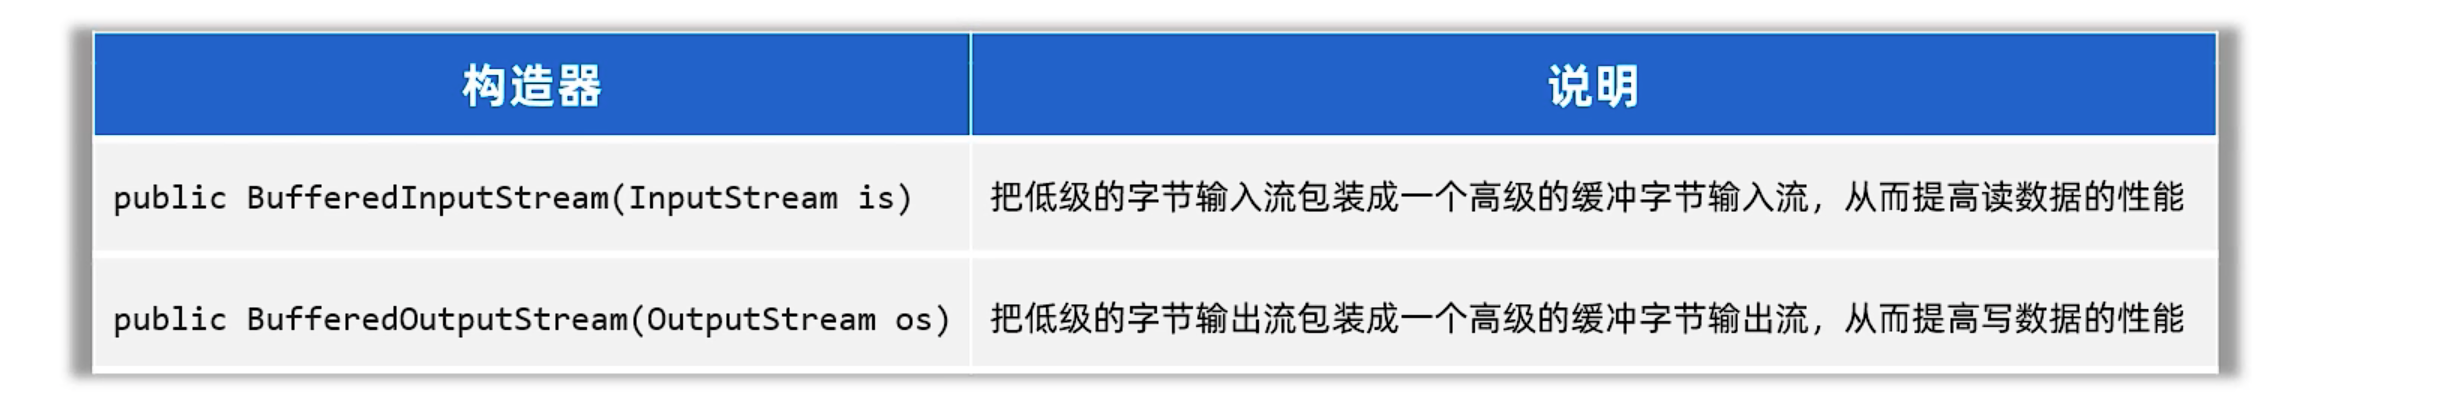 构造器 说明
public BufferedInputStream(InputStream is) 把低级的字节输入流包装成一个高级的缓冲字节输入流，从而提高读数据的性能
public BufferedOutputStream(OutputStream os) 把低级的字节输出流包装成一个高级的缓冲字节输出流，从而提高写数据的性能